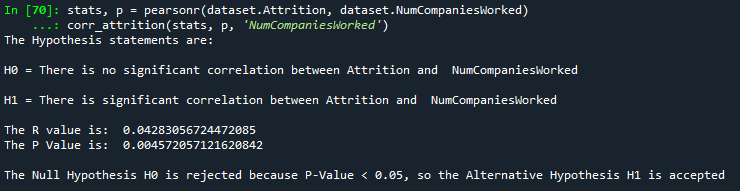 In [70]: stats, p = pearsonr(dataset.Attrition, dataset.NumCompaniesWorked)
    ...: corr_attrition(stats, p, 'NumCompaniesWorked')
The Hypothesis statements are:
H0 = There is no significant correlation between Attrition and  NumCompaniesWorked
H1 = There is significant correlation between Attrition and  NumCompaniesWorked
The R value is:  0.04283056724472085
The P Value is:  0.004572057121620842
The Null Hypothesis H0 is rejected because P-Value < 0.05, so the Alternative Hypothesis H1 is accepted